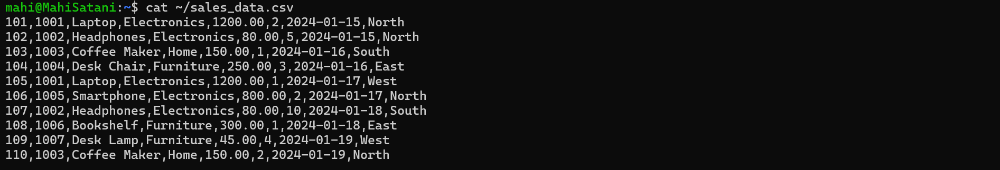 mahi@MahiSatani:~$ cat ~/sales_data.csv
101,1001,Laptop,Electronics,1200.00,2,2024-01-15,North
102,1002,Headphones,Electronics,80.00,5,2024-01-15,North
103,1003,Coffee Maker,Home,150.00,1,2024-01-16,South
104,1004,Desk Chair,Furniture,250.00,3,2024-01-16,East
105,1001,Laptop,Electronics,1200.00,1,2024-01-17,West
106,1005,Smartphone,Electronics,800.00,2,2024-01-17,North
107,1002,Headphones,Electronics,80.00,10,2024-01-18,South
108,1006,Bookshelf,Furniture,300.00,1,2024-01-18,East
109,1007,Desk Lamp,Furniture,45.00,4,2024-01-19,West
110,1003,Coffee Maker,Home,150.00,2,2024-01-19,North